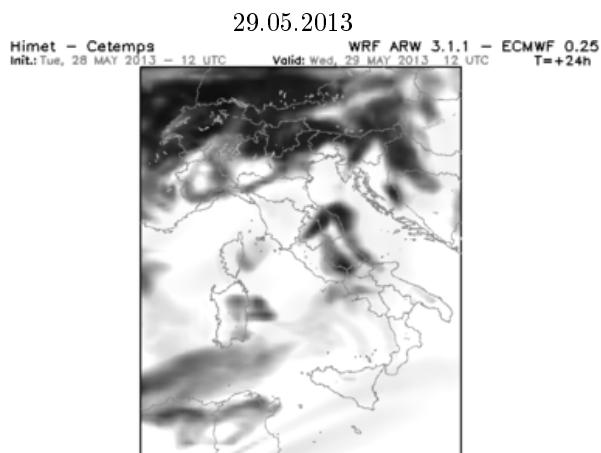 29.05.2013
Himet - Cetemps WRF ARW 3.1.1 - ECMWF 0.25
Init.: Tue, 28 MAY 2013 - 12 UTC Valid: Wed, 29 MAY 2013 12 UTC T=+24h